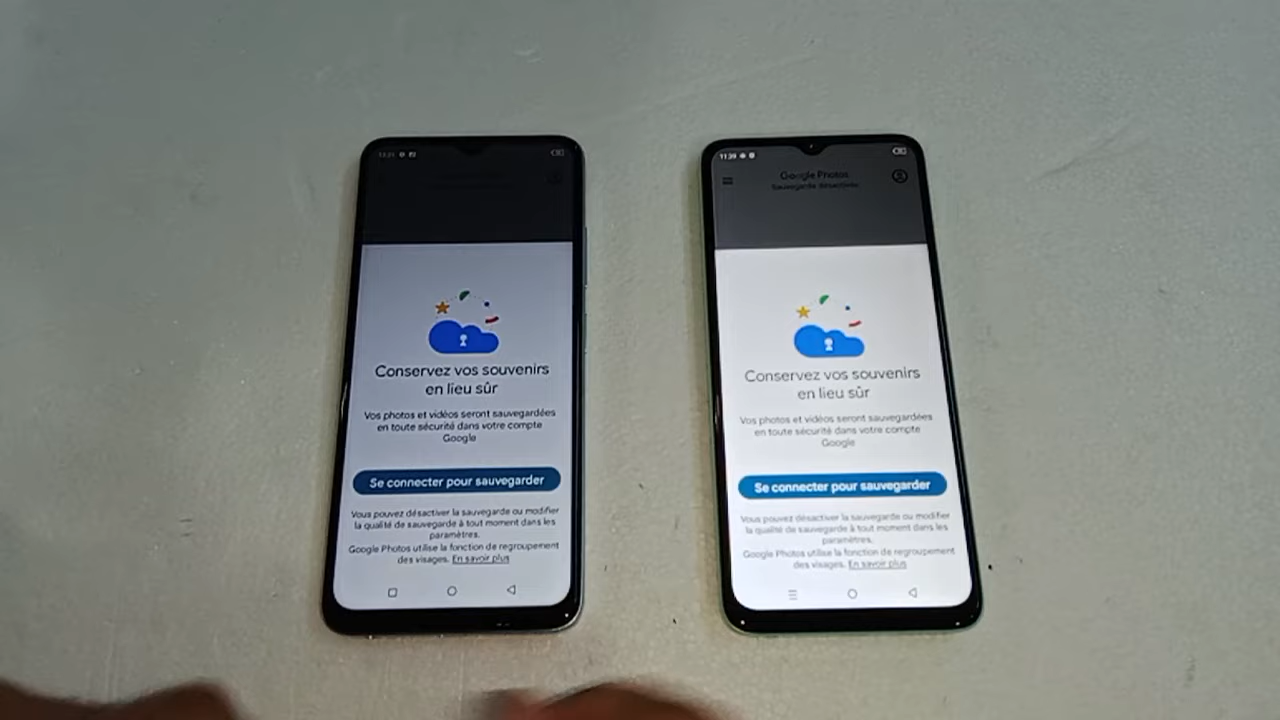 Conservez vos souvenirs
en lieu sûr
Vos photos et vidéos seront sauvegardées
en toute sécurité dans votre compte
Google
Se connecter pour sauvegarder
Vous pouvez désactiver la sauvegarde ou modifier
la qualité de sauvegarde à tout moment dans les
paramètres.
Google Photos utilise la fonction de regroupement
des visages. En savoir plus
11:39
Google Photos
Sauvegarde désactivée
Conservez vos souvenirs
en lieu sûr
Vos photos et vidéos seront sauvegardées
en toute sécurité dans votre compte
Google
Se connecter pour sauvegarder
Vous pouvez désactiver la sauvegarde ou modifier
la qualité de sauvegarde à tout moment dans les
paramètres.
Google Photos utilise la fonction de regroupement
des visages. En savoir plus